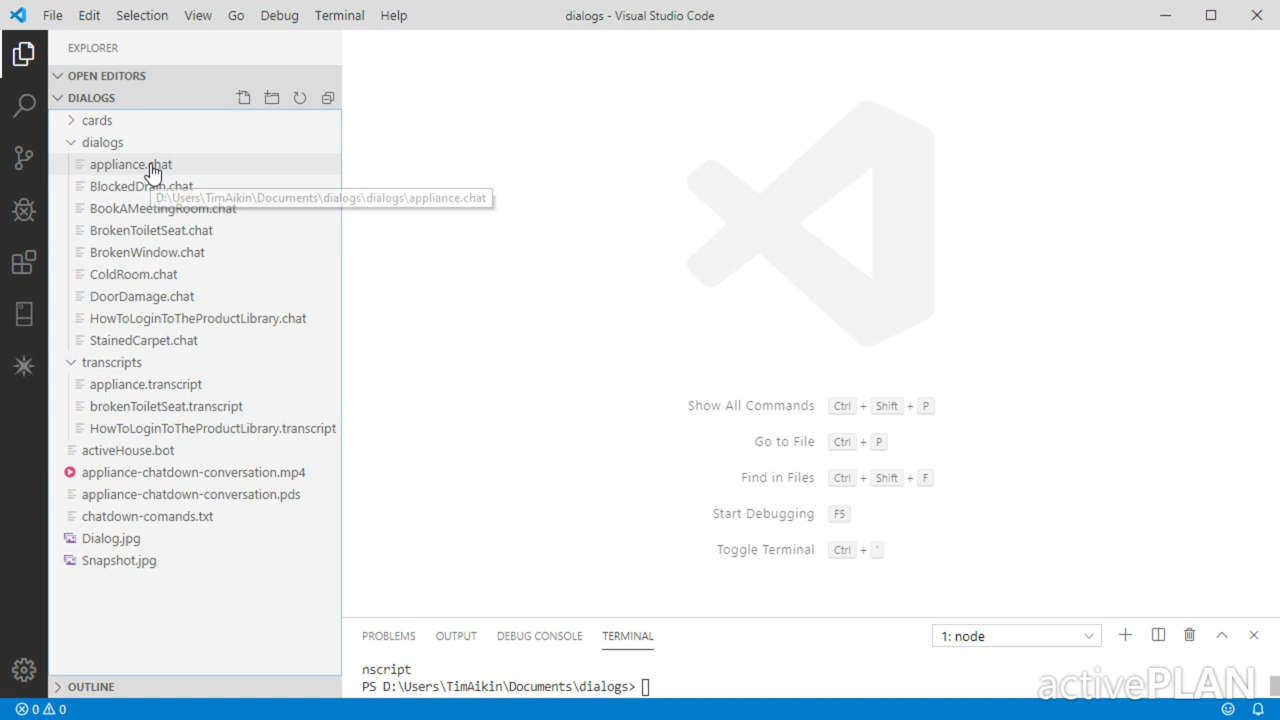 File Edit Selection View Go Debug Terminal Help
dialogs - Visual Studio Code
EXPLORER
OPEN EDITORS
DIALOGS
cards
dialogs
appliance.chat
BlockedDrain.chat
D:\Users\TimAikin\Documents\dialogs\dialogs\appliance.chat
BookAMeetingRoom.chat
BrokenToiletSeat.chat
BrokenWindow.chat
ColdRoom.chat
DoorDamage.chat
HowToLoginToTheProductLibrary.chat
StainedCarpet.chat
transcripts
appliance.transcript
brokenToiletSeat.transcript
HowToLoginToTheProductLibrary.transcript
activeHouse.bot
appliance-chatdown-conversation.mp4
appliance-chatdown-conversation.pds
chatdown-comands.txt
Dialog.jpg
Snapshot.jpg
OUTLINE
Show All Commands Ctrl + Shift + P
Go to File Ctrl + P
Find in Files Ctrl + Shift + F
Start Debugging F5
Toggle Terminal Ctrl + `
PROBLEMS OUTPUT DEBUG CONSOLE TERMINAL
1: node
nscript
PS D:\Users\TimAikin\Documents\dialogs>
activePLAN
0 0